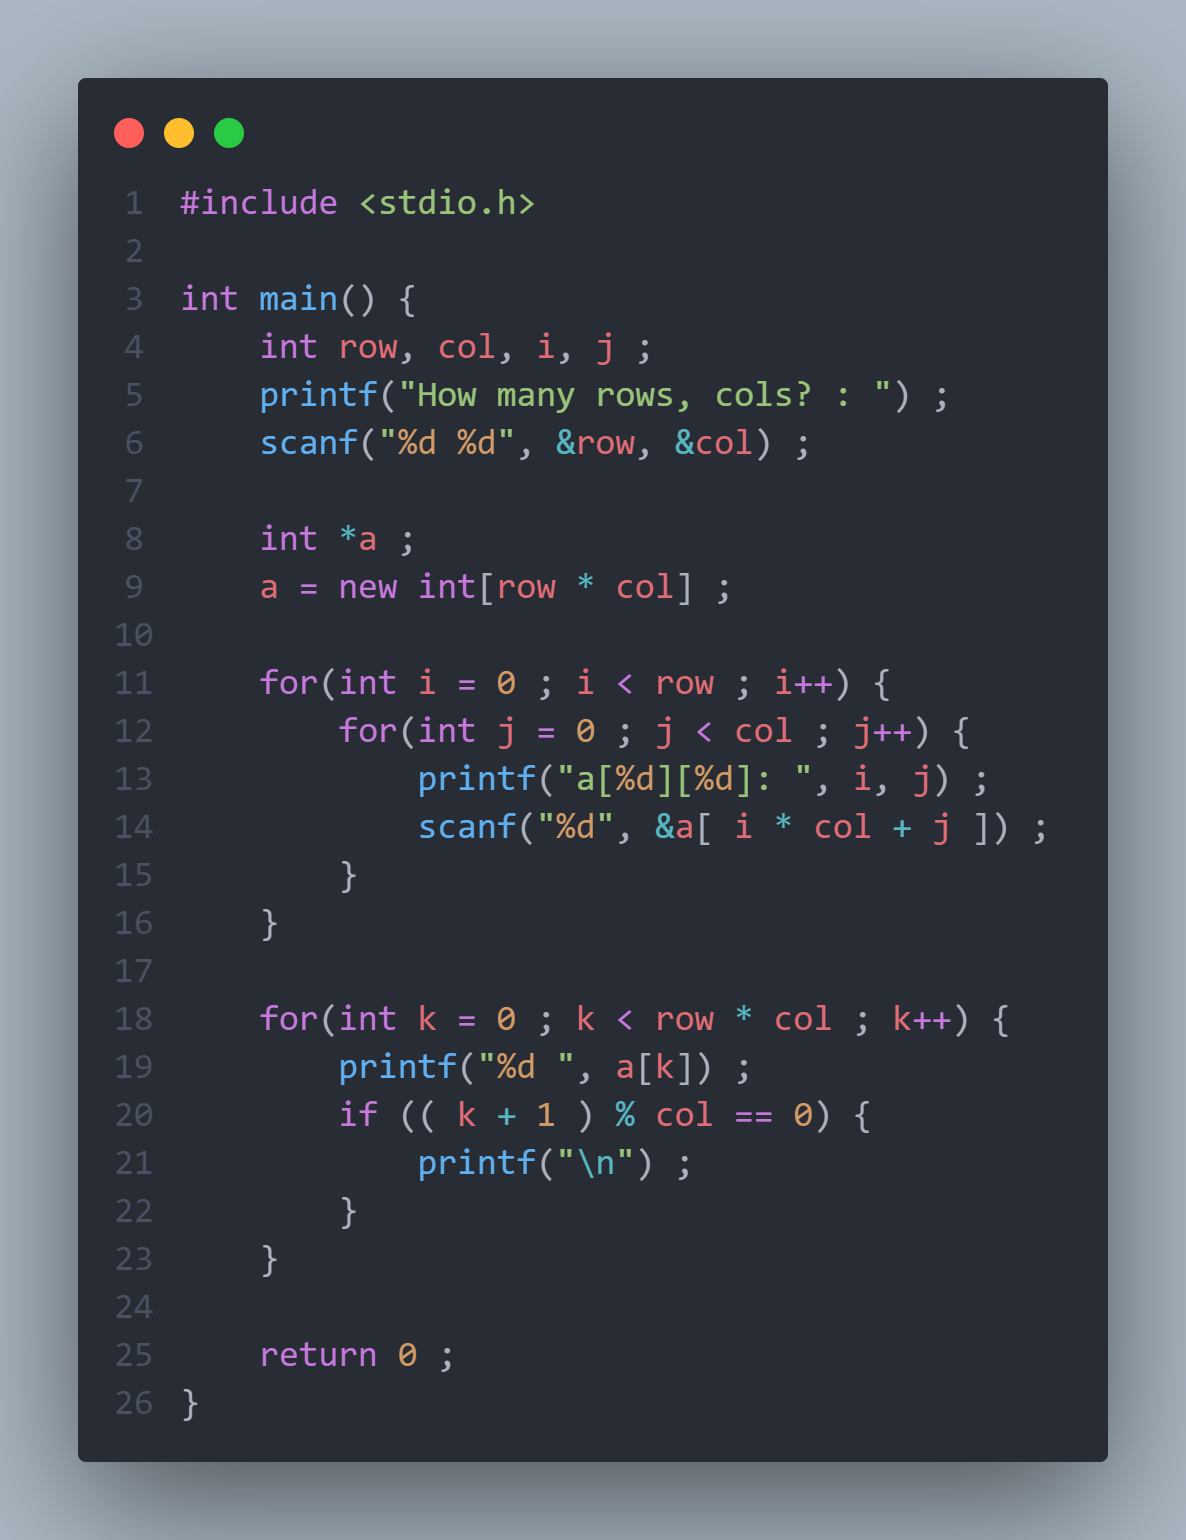 1 #include <stdio.h>
2
3 int main() {
4     int row, col, i, j ;
5     printf("How many rows, cols? : ") ;
6     scanf("%d %d", &row, &col) ;
7
8     int *a ;
9     a = new int[row * col] ;
10
11     for(int i = 0 ; i < row ; i++) {
12         for(int j = 0 ; j < col ; j++) {
13             printf("a[%d][%d]: ", i, j) ;
14             scanf("%d", &a[ i * col + j ]) ;
15         }
16     }
17
18     for(int k = 0 ; k < row * col ; k++) {
19         printf("%d ", a[k]) ;
20         if (( k + 1 ) % col == 0) {
21             printf("\n") ;
22         }
23     }
24
25     return 0 ;
26 }